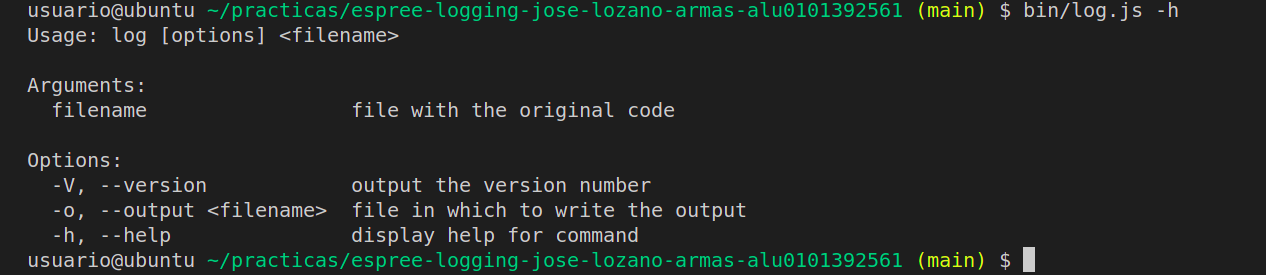 usuario@ubuntu ~/practicas/espree-logging-jose-lozano-armas-alu0101392561 (main) $ bin/log.js -h
Usage: log [options] <filename>

Arguments:
  filename                 file with the original code

Options:
  -V, --version            output the version number
  -o, --output <filename>  file in which to write the output
  -h, --help               display help for command
usuario@ubuntu ~/practicas/espree-logging-jose-lozano-armas-alu0101392561 (main) $